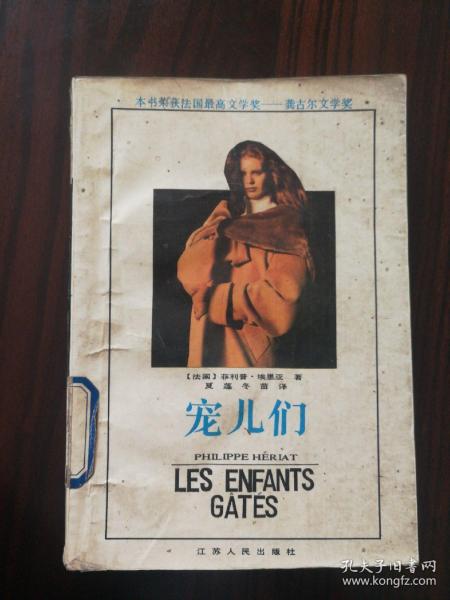 本书荣获法国最高文学奖——龚古尔文学奖
【法国】菲利普·埃里亚 著
夏莲 冬苗 译
宠儿们
PHILIPPE HÉRIAT
LES ENFANTS
GÂTÉS
江苏人民出版社
孔夫子旧书网
www.kongfz.com